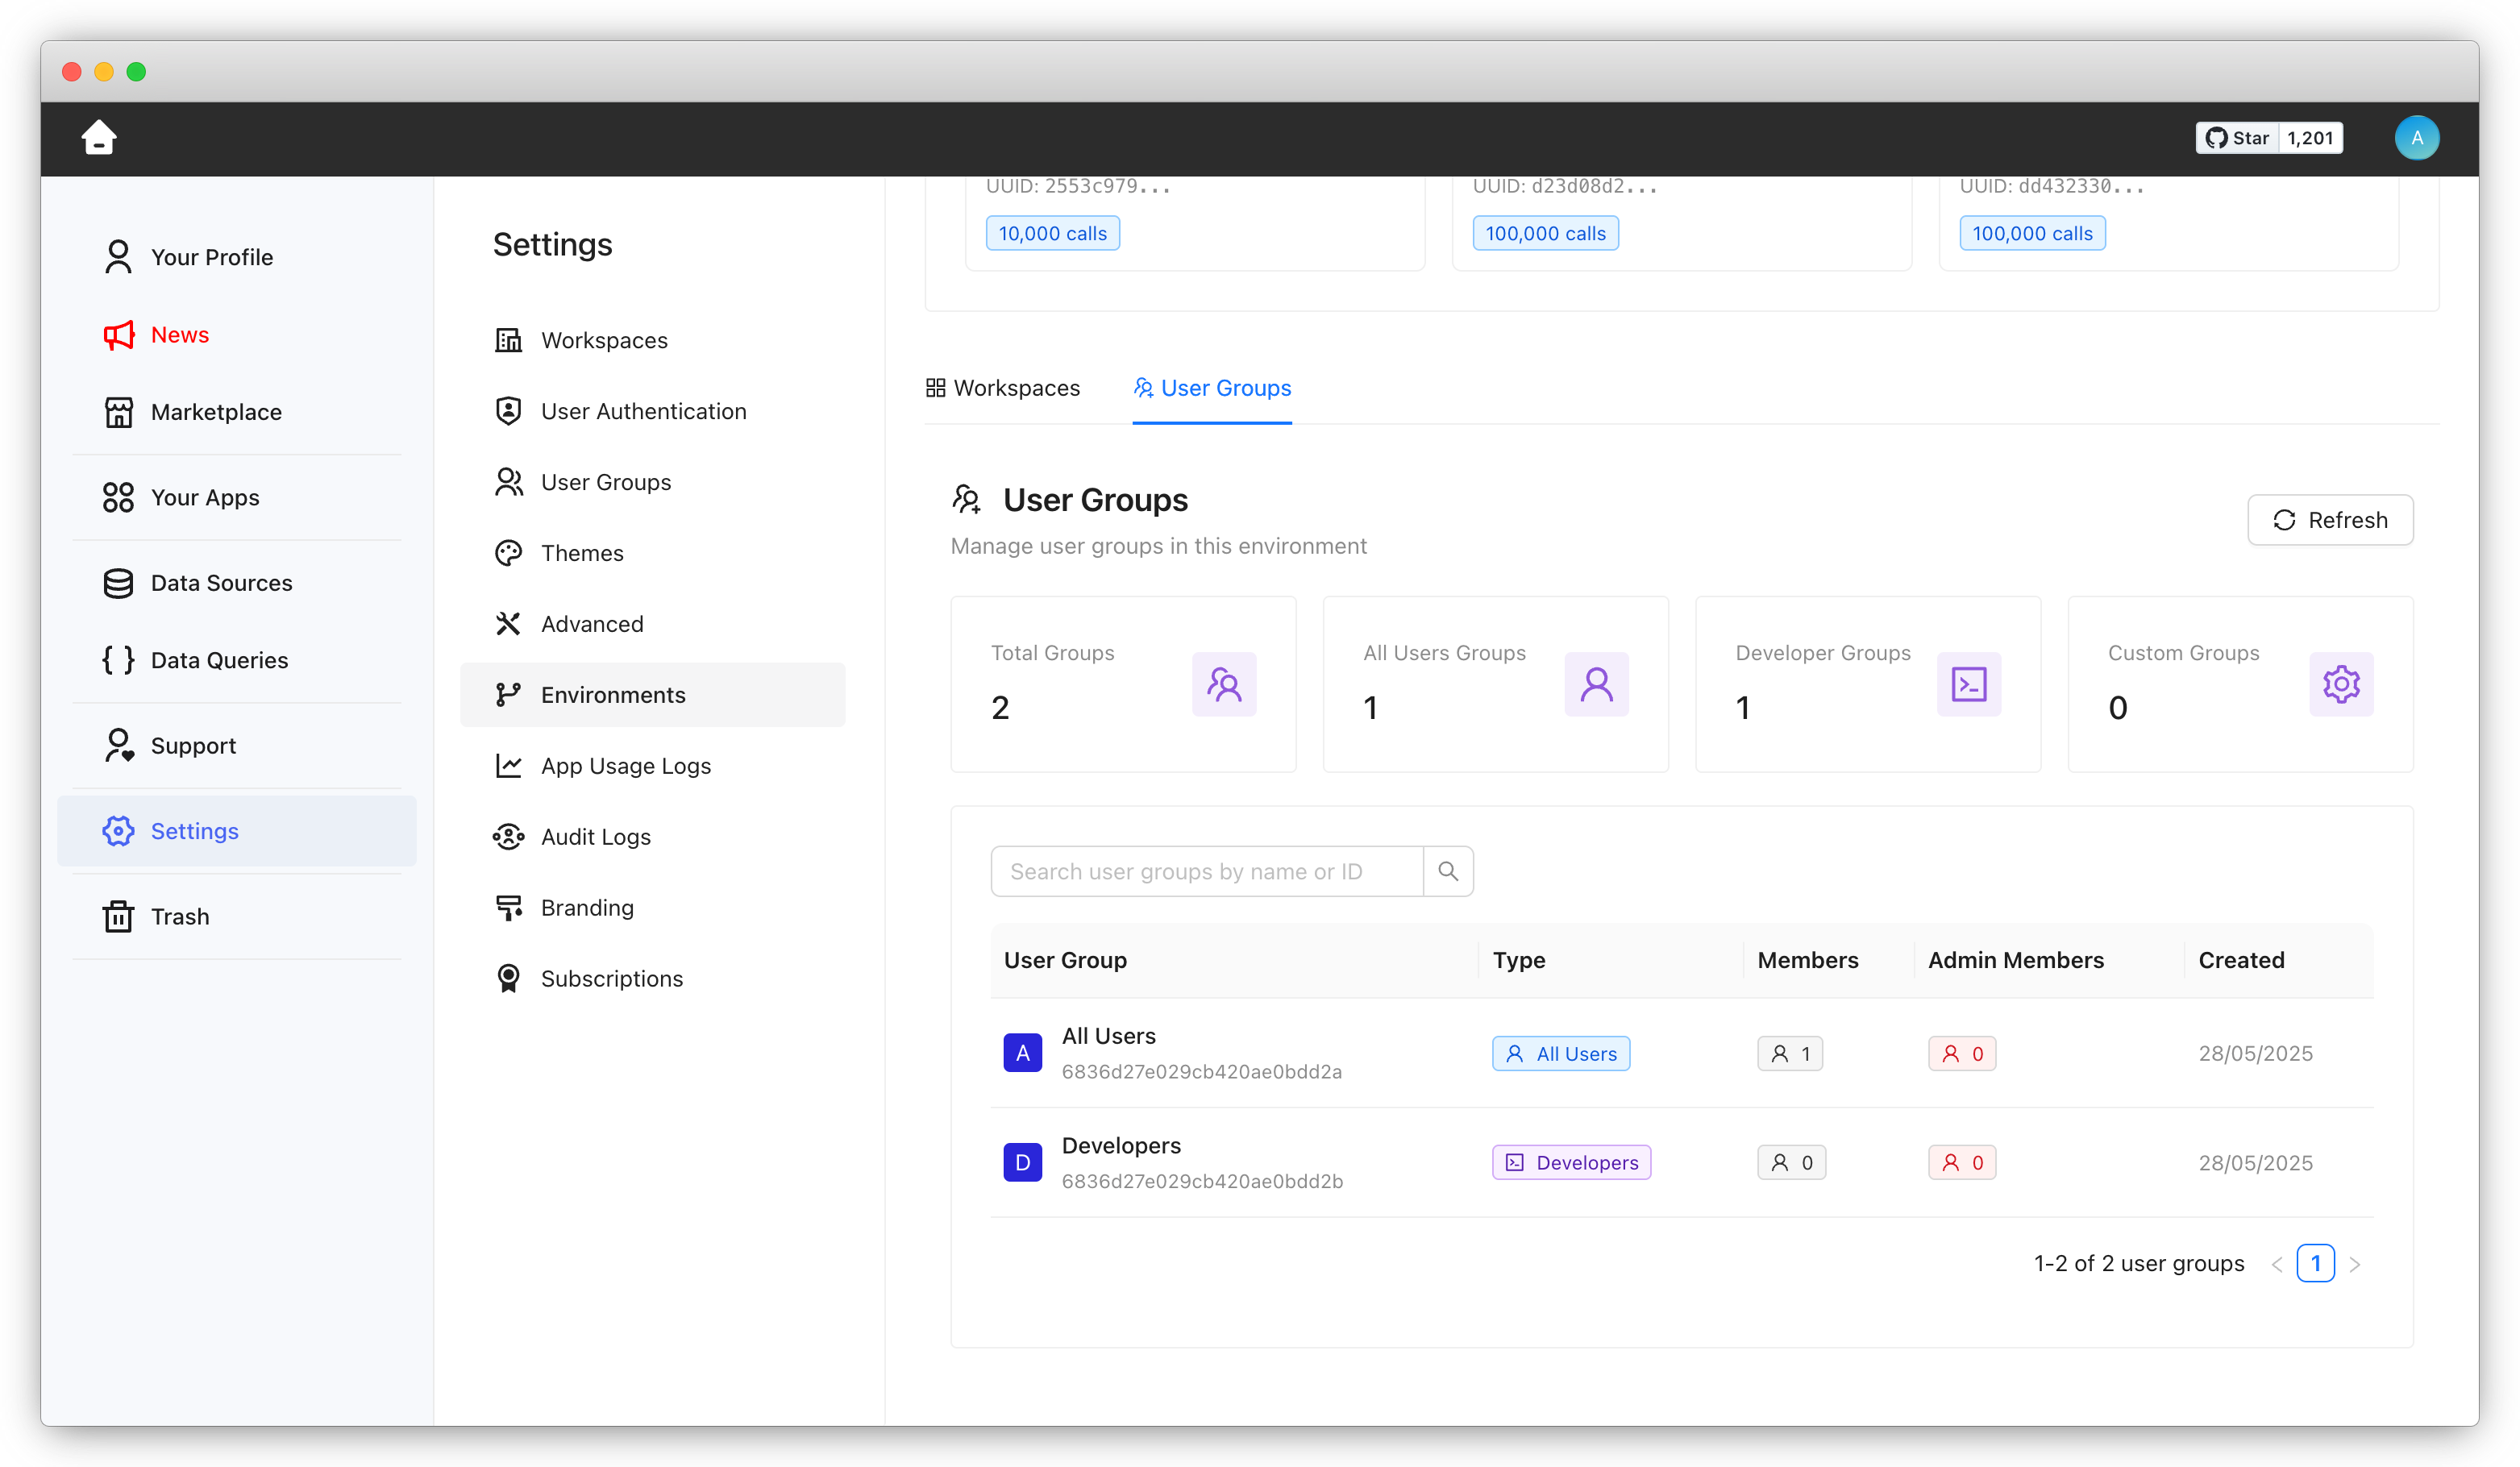 Star 1,201
A
Your Profile
News
Marketplace
Your Apps
Data Sources
Data Queries
Support
Settings
Trash
Settings
Workspaces
User Authentication
User Groups
Themes
Advanced
Environments
App Usage Logs
Audit Logs
Branding
Subscriptions
UUID: 2553c979...
10,000 calls
UUID: d23d08d2...
100,000 calls
UUID: dd432330...
100,000 calls
Workspaces
User Groups
User Groups
Manage user groups in this environment
Refresh
Total Groups
2
All Users Groups
1
Developer Groups
1
Custom Groups
0
Search user groups by name or ID
User Group Type Members Admin Members Created
A All Users All Users 1 0 28/05/2025
6836d27e029cb420ae0bdd2a
D Developers Developers 0 0 28/05/2025
6836d27e029cb420ae0bdd2b
1-2 of 2 user groups < 1 >